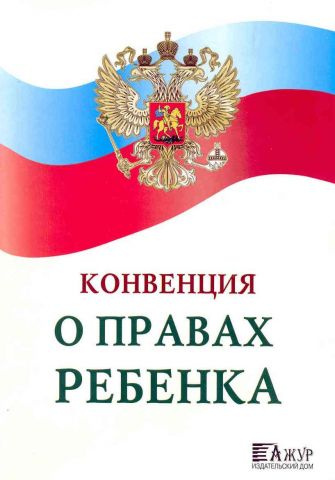 КОНВЕНЦИЯ
О ПРАВАХ
РЕБЕНКА
АЖУР
ИЗДАТЕЛЬСКИЙ ДОМ